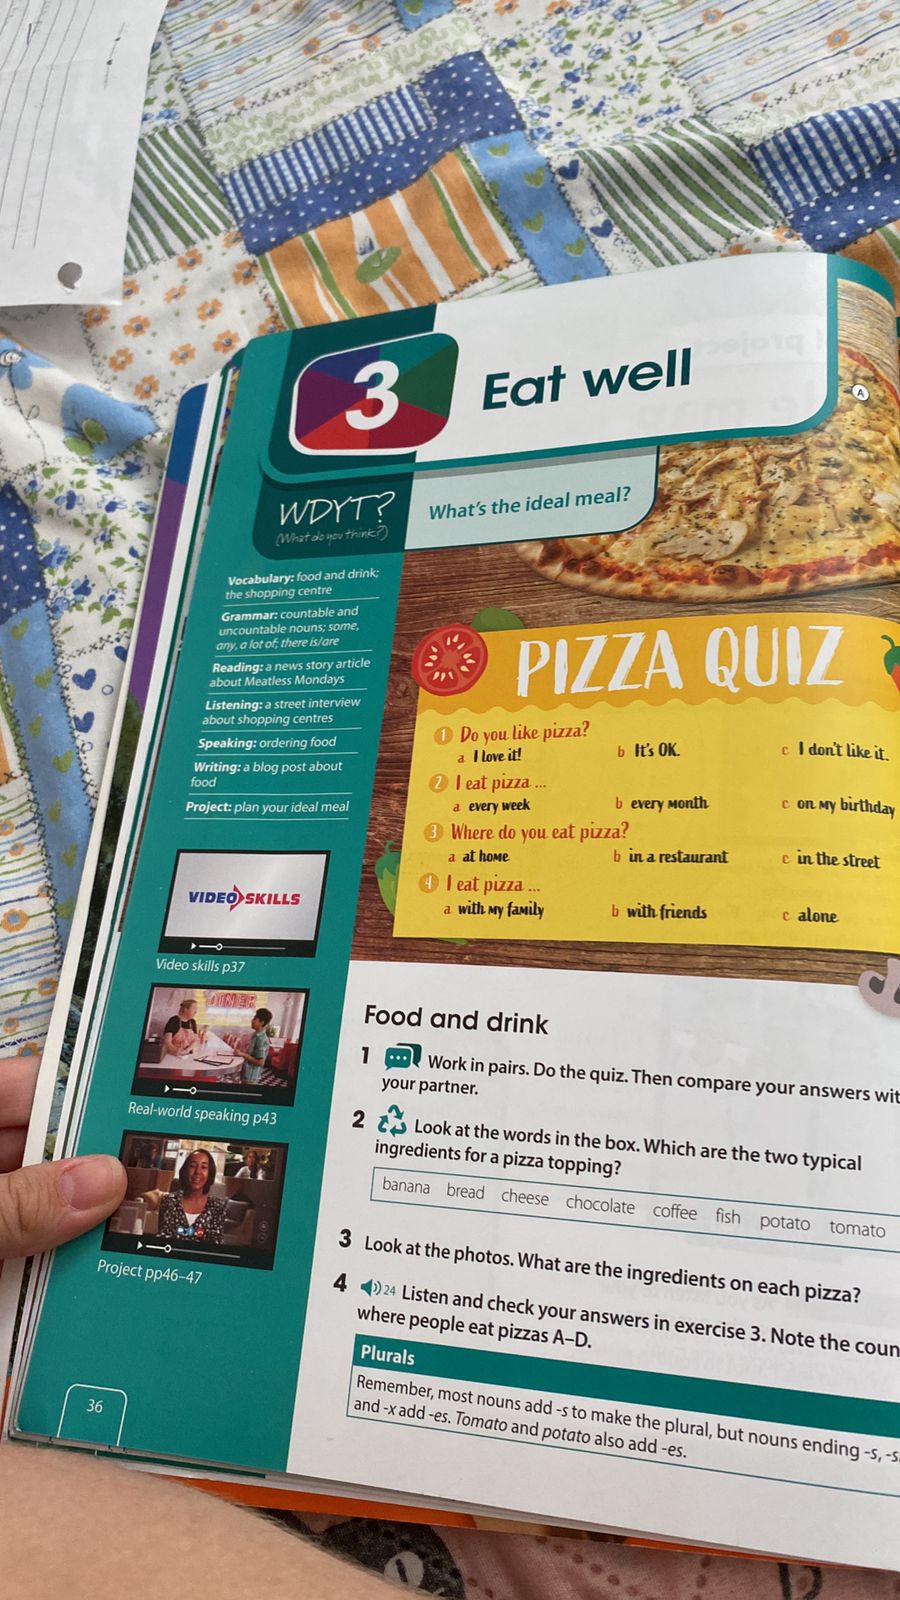 3
Eat well
A
WDYT?
(What do you think?)
What's the ideal meal?
Vocabulary: food and drink;
the shopping centre
Grammar: countable and
uncountable nouns; some,
any, a lot of; there is/are
Reading: a news story article
about Meatless Mondays
Listening: a street interview
about shopping centres
Speaking: ordering food
Writing: a blog post about
food
Project: plan your ideal meal
VIDEO SKILLS
Video skills p37
DINER
Real-world speaking p43
Project pp46–47
36
PIZZA QUIZ
1 Do you like pizza?
a I love it! b It's OK. c I don't like it.
2 I eat pizza ...
a every week b every month c on my birthday
3 Where do you eat pizza?
a at home b in a restaurant c in the street
4 I eat pizza ...
a with my family b with friends c alone
Food and drink
1 Work in pairs. Do the quiz. Then compare your answers
your partner.
2 Look at the words in the box. Which are the two typical
ingredients for a pizza topping?
banana bread cheese chocolate coffee fish potato tomato
3 Look at the photos. What are the ingredients on each pizza?
4 24 Listen and check your answers in exercise 3. Note the
where people eat pizzas A–D.
Plurals
Remember, most nouns add -s to make the plural, but nouns ending -s,
and -x add -es. Tomato and potato also add -es.